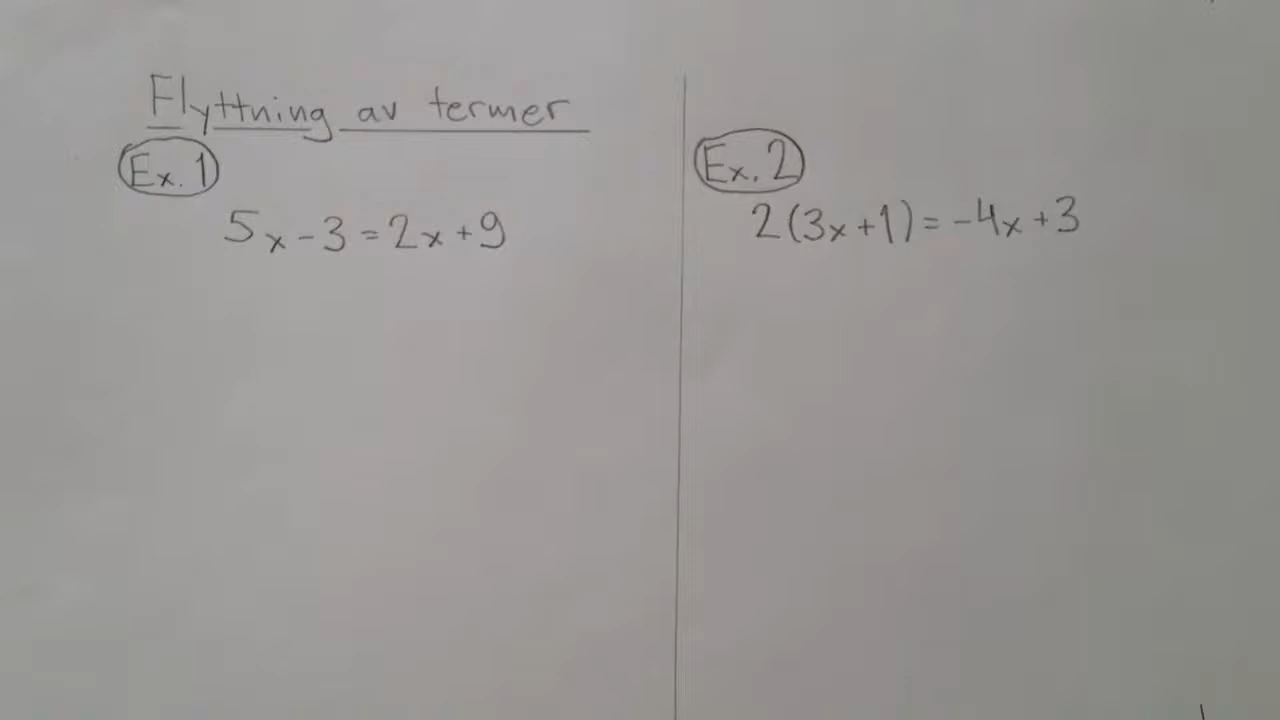 Flyttning av termer
Ex. 1
5x - 3 = 2x + 9
Ex. 2
2(3x + 1) = -4x + 3